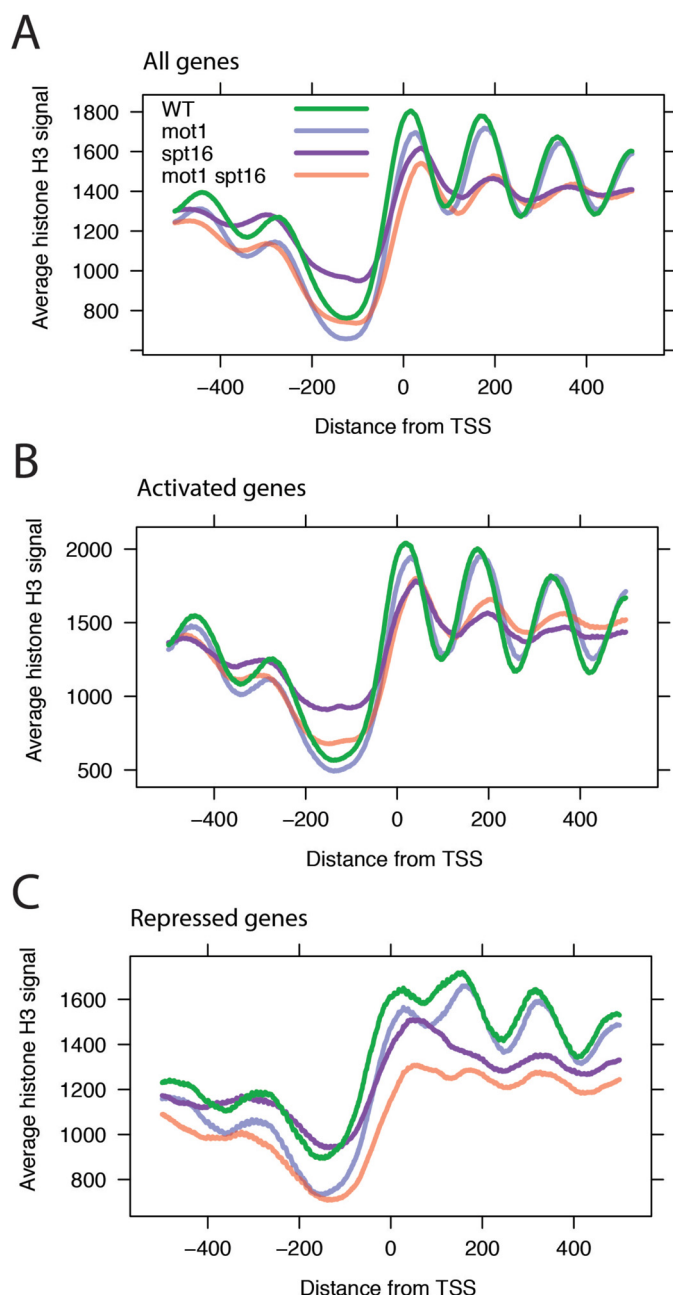 A
All genes
1800
1600
1400
1200
1000
800
WT
mot1
spt16
mot1 spt16
Average histone H3 signal
−400 −200 0 200 400
Distance from TSS
B
Activated genes
2000
1500
1000
500
Average histone H3 signal
−400 −200 0 200 400
Distance from TSS
C
Repressed genes
1600
1400
1200
1000
800
Average histone H3 signal
−400 −200 0 200 400
Distance from TSS